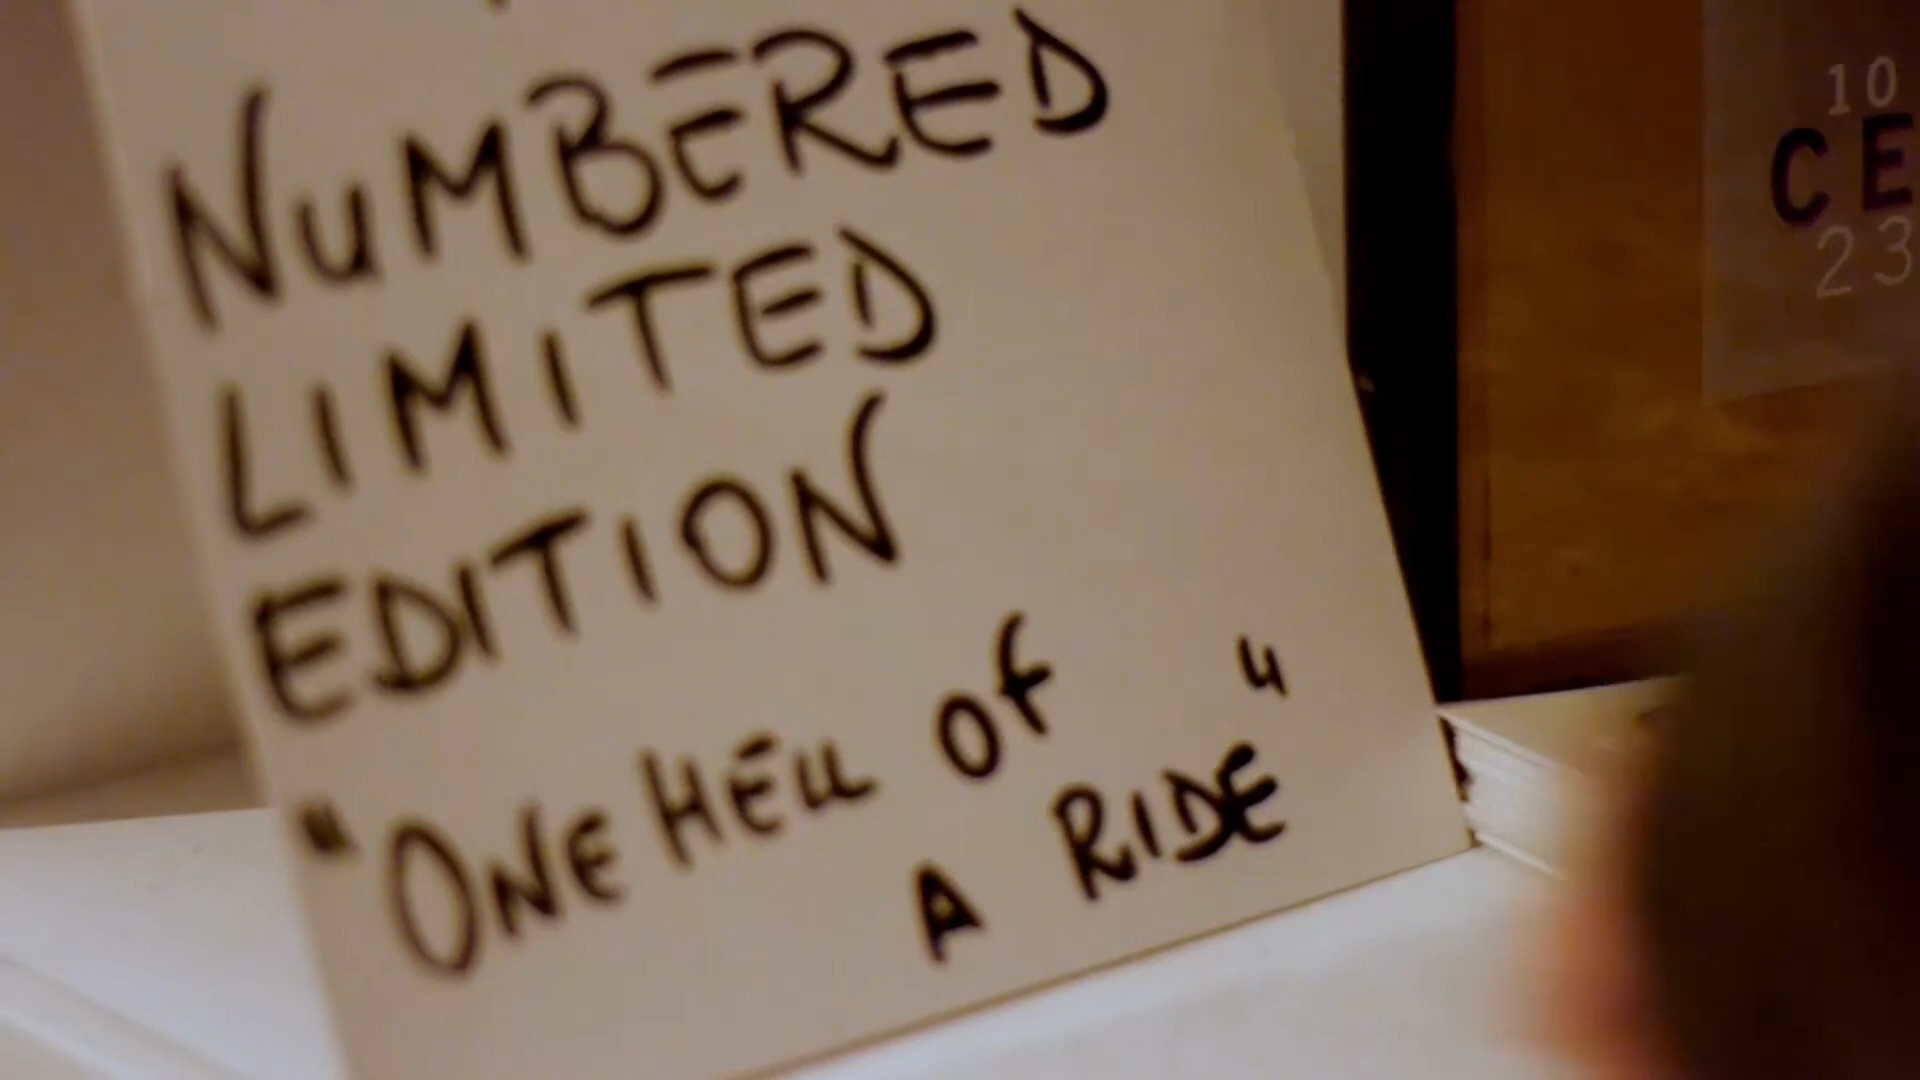 NUMBERED
LIMITED
EDITION
"ONE HELL OF
A RIDE"
10
CE
23